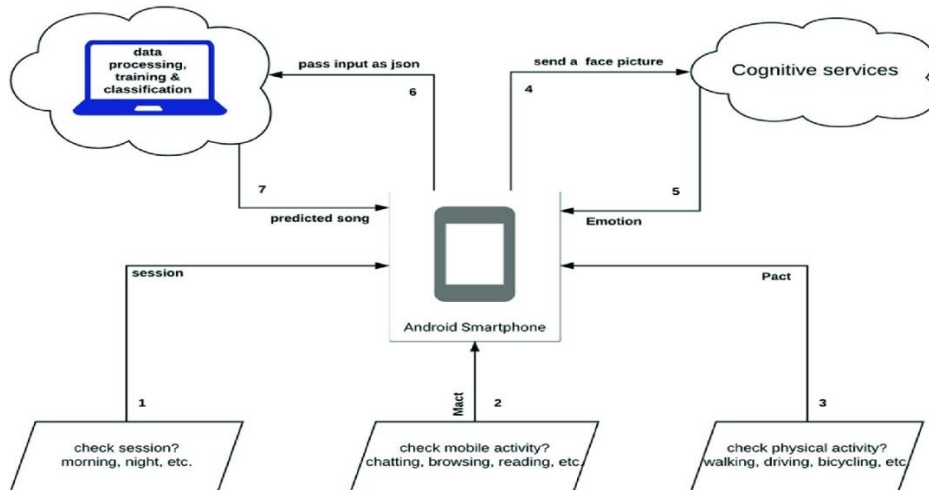 data
processing,
training &
classification
pass input as json
6
send a face picture
4
Cognitive services
7
predicted song
5
Emotion
session
Pact
Android Smartphone
1
Mact
2
3
check session?
morning, night, etc.
check mobile activity?
chatting, browsing, reading, etc.
check physical activity?
walking, driving, bicycling, etc